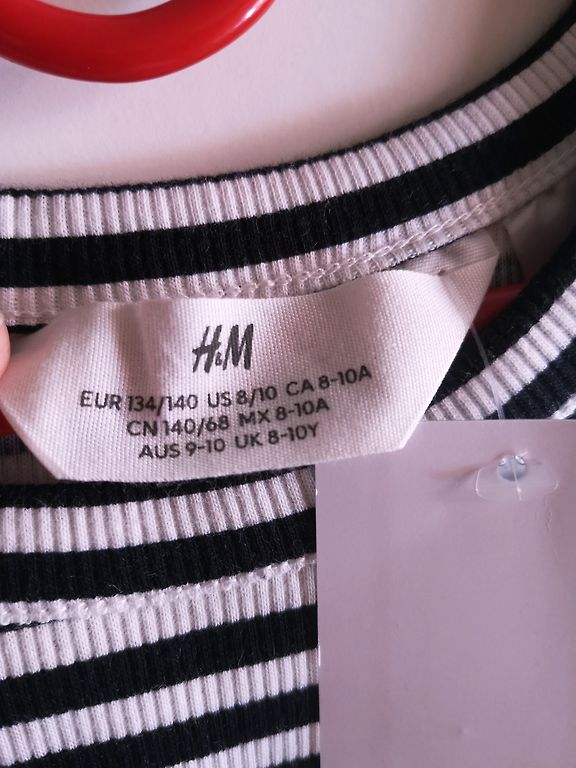 H&M
EUR 134/140 US 8/10 CA 8-10A
CN 140/68 MX 8-10A
AUS 9-10 UK 8-10Y